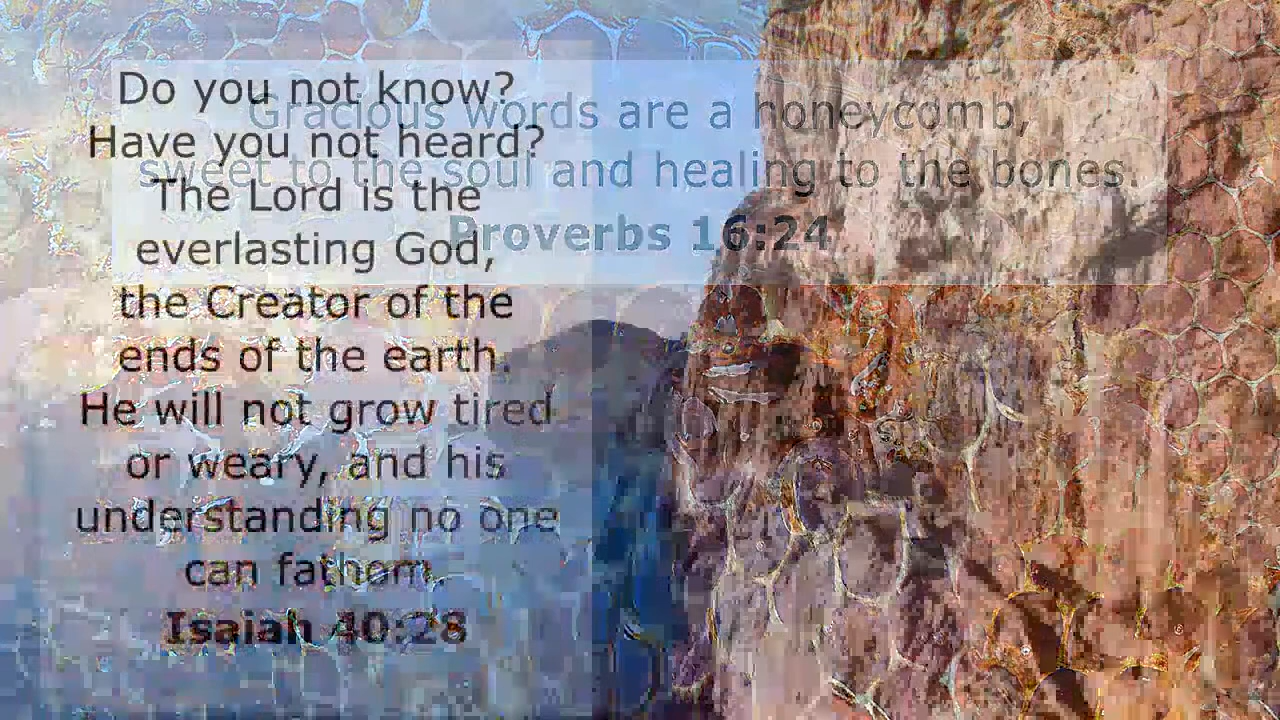 Do you not know?
Have you not heard?
The Lord is the
everlasting God,
the Creator of the
ends of the earth.
He will not grow tired
or weary, and his
understanding no one
can fathom.
Isaiah 40:28
Gracious words are a honeycomb,
sweet to the soul and healing to the bones.
Proverbs 16:24